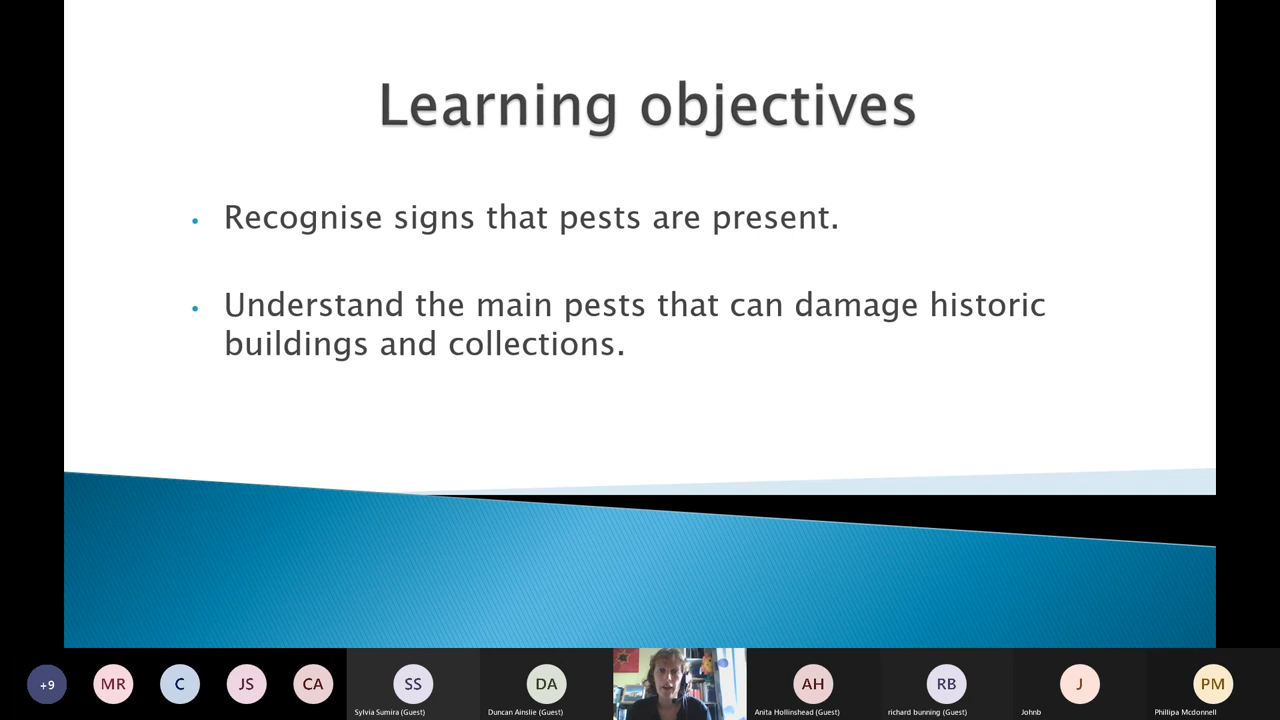 Learning objectives
• Recognise signs that pests are present.
• Understand the main pests that can damage historic
buildings and collections.
+9
MR
C
JS
CA
SS
Sylvia Sumira (Guest)
DA
Duncan Ainslie (Guest)
AH
Anita Hollinshead (Guest)
RB
richard bunning (Guest)
J
Johnb
PM
Phillipa Mcdonnell